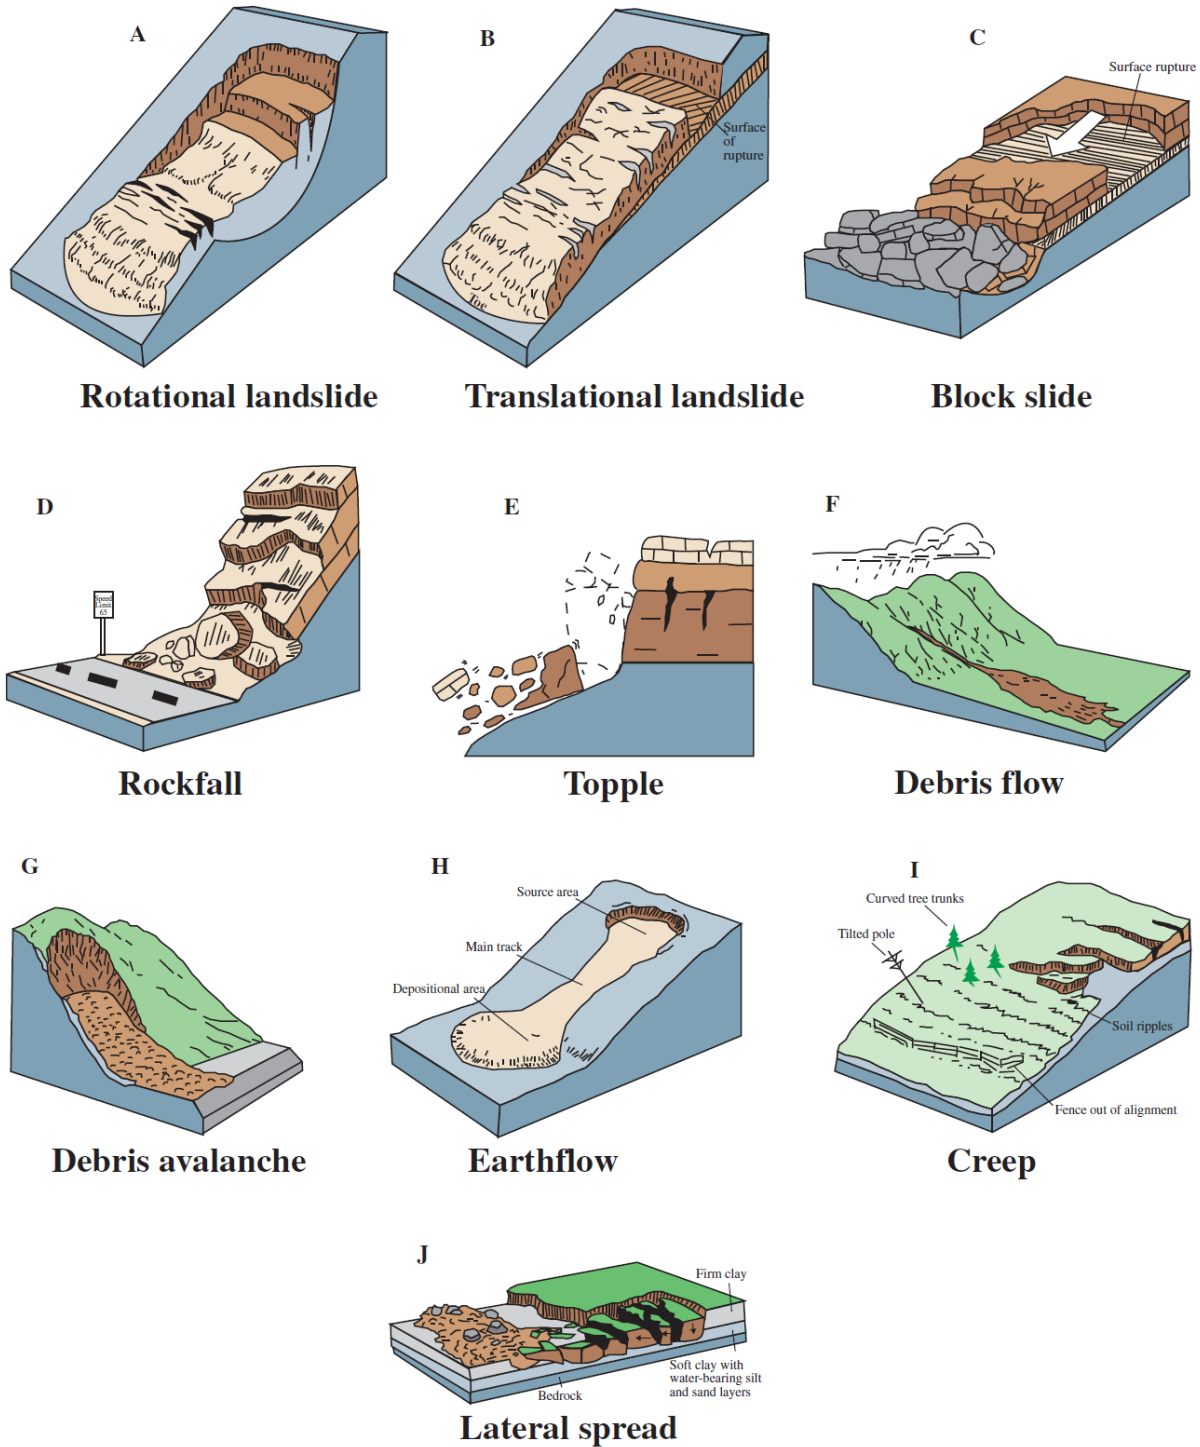 A
B
C
Surface rupture
Surface
of
rupture
Toe
Rotational landslide
Translational landslide
Block slide
D
E
F
Speed
Limit
65
Rockfall
Topple
Debris flow
G
H
I
Source area
Main track
Depositional area
Curved tree trunks
Tilted pole
Soil ripples
Fence out of alignment
Debris avalanche
Earthflow
Creep
J
Firm clay
Soft clay with
water-bearing silt
and sand layers
Bedrock
Lateral spread